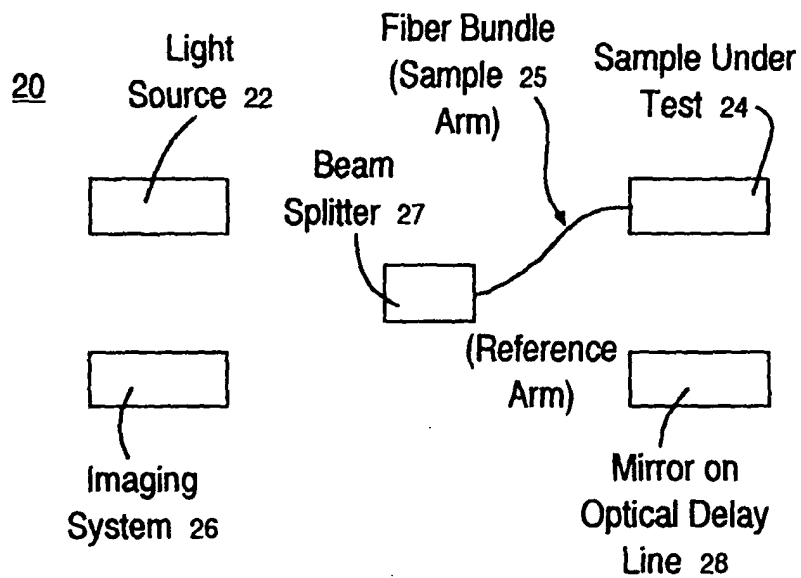 20
Light
Source 22
Fiber Bundle
(Sample 25
Arm)
Sample Under
Test 24
Beam
Splitter 27
(Reference
Arm)
Imaging
System 26
Mirror on
Optical Delay
Line 28